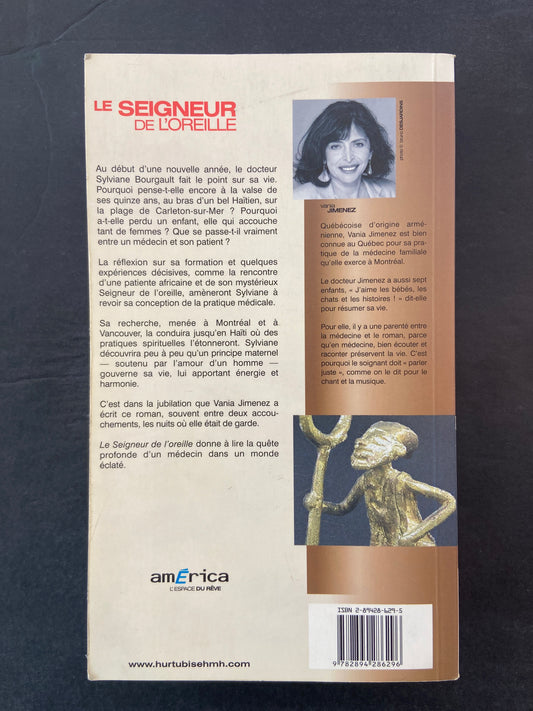 LE SEIGNEUR
DE L'OREILLE
Au début d'une nouvelle année, le docteur
Sylviane Bourgault fait le point sur sa vie.
Pourquoi pense-t-elle encore à la valse de
ses quinze ans, au bras d'un bel Haïtien, sur
la plage de Carleton-sur-Mer ? Pourquoi
a-t-elle perdu un enfant, elle qui accouche
tant de femmes ? Que se passe-t-il vraiment
entre un médecin et son patient ?
La réflexion sur sa formation et quelques
expériences décisives, comme la rencontre
d'une patiente africaine et de son mystérieux
Seigneur de l'oreille, amèneront Sylviane à
revoir sa conception de la pratique médicale.
Sa recherche, menée à Montréal et à
Vancouver, la conduira jusqu'en Haïti où des
pratiques spirituelles l'étonneront. Sylviane
découvrira peu à peu qu'un principe maternel
— soutenu par l'amour d'un homme —
gouverne sa vie, lui apportant énergie et
harmonie.
C'est dans la jubilation que Vania Jimenez a
écrit ce roman, souvent entre deux accou-
chements, les nuits où elle était de garde.
Le Seigneur de l'oreille donne à lire la quête
profonde d'un médecin dans un monde
éclaté.
amÉrica
L'ESPACE DU RÊVE
www.hurtubisehmh.com
photo © Bruno DESJARDINS
Vania
JIMENEZ
Québécoise d'origine armé-
nienne, Vania Jimenez est bien
connue au Québec pour sa pra-
tique de la médecine familiale
qu'elle exerce à Montréal.
Le docteur Jimenez a aussi sept
enfants, « J'aime les bébés, les
chats et les histoires ! » dit-elle
pour résumer sa vie.
Pour elle, il y a une parenté entre
la médecine et le roman, parce
qu'en médecine, bien écouter et
raconter préservent la vie. C'est
pourquoi le soignant doit « parler
juste », comme on le dit pour le
chant et la musique.
ISBN 2-89428-629-5
9 782894 286296